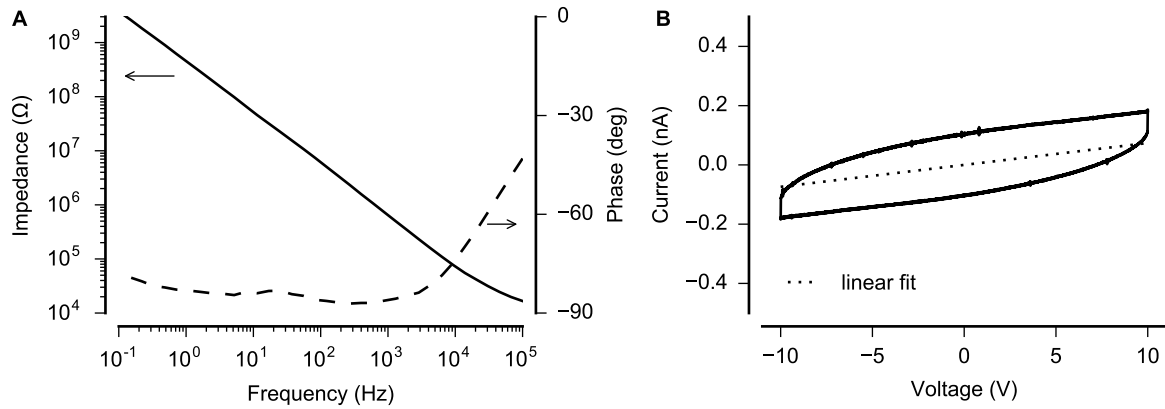 A
Impedance (Ω)
10⁹
10⁸
10⁷
10⁶
10⁵
10⁴
0
−30
−60
−90
Phase (deg)
10⁻¹ 10⁰ 10¹ 10² 10³ 10⁴ 10⁵
Frequency (Hz)
B
Current (nA)
0.4
0.2
0.0
−0.2
−0.4
linear fit
−10 −5 0 5 10
Voltage (V)